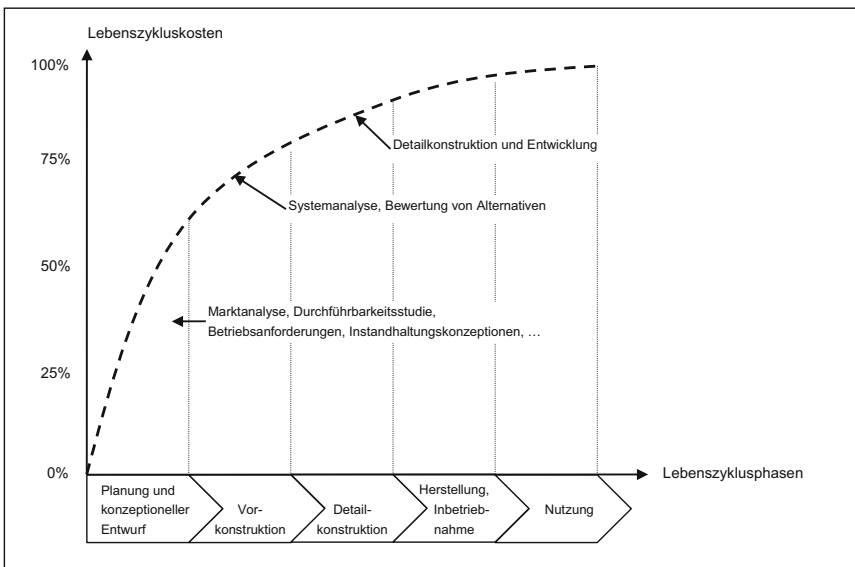 Lebenszykluskosten
100%
75%
50%
25%
0%
Detailkonstruktion und Entwicklung
Systemanalyse, Bewertung von Alternativen
Marktanalyse, Durchführbarkeitsstudie,
Betriebsanforderungen, Instandhaltungskonzeptionen, …
Lebenszyklusphasen
Planung und
konzeptioneller
Entwurf
Vor-
konstruktion
Detail-
konstruktion
Herstellung,
Inbetrieb-
nahme
Nutzung